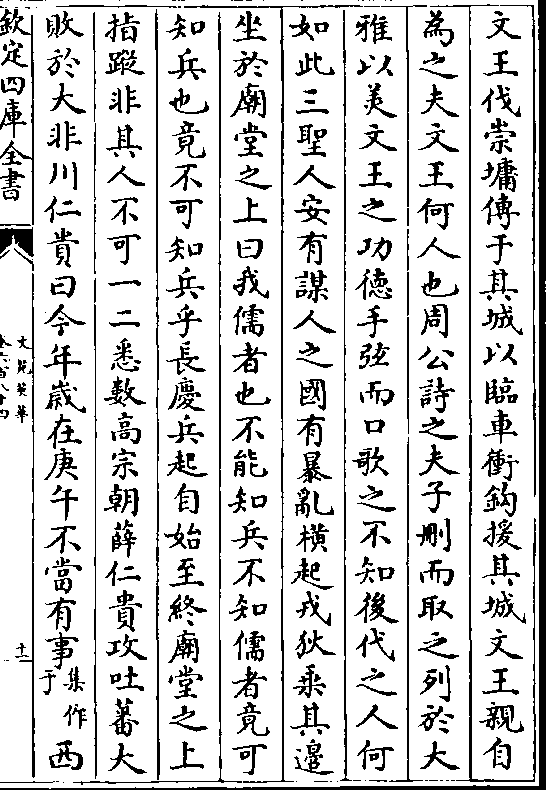 文王伐崇墉傅于其城以臨車衝鈎援其城文王親自
為之夫文王何人也周公詩之夫子刪而取之列於大
雅以美文王之功德手弦而口歌之不知後代之人何
如此三聖人安有謀人之國有暴亂橫起戎狄乘其邊
坐於廟堂之上曰我儒者也不能知兵不知儒者竟可
知兵也竟不可知兵乎長慶兵起自始至終廟堂之上
指蹤非其人不可一二悉數高宗朝薛仁貴攻吐蕃大
敗於大非川仁貴曰今年歲在庚午不當有事集作于西
欽定四庫全書
文苑英華
卷六百八十四
十一